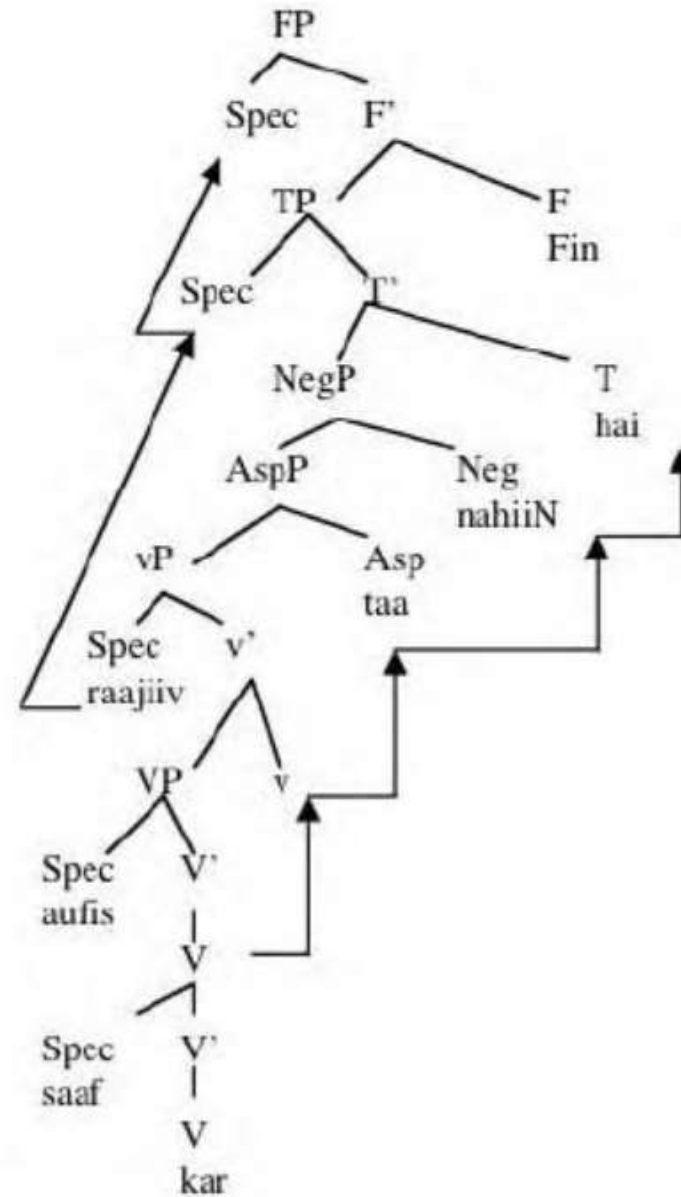 FP
Spec F'
TP F
Fin
Spec T'
NegP T
hai
AspP Neg
nahiiN
vP Asp
taa
Spec v'
raajiiv
VP v
Spec V'
aufis
V
Spec V'
saaf
V
kar